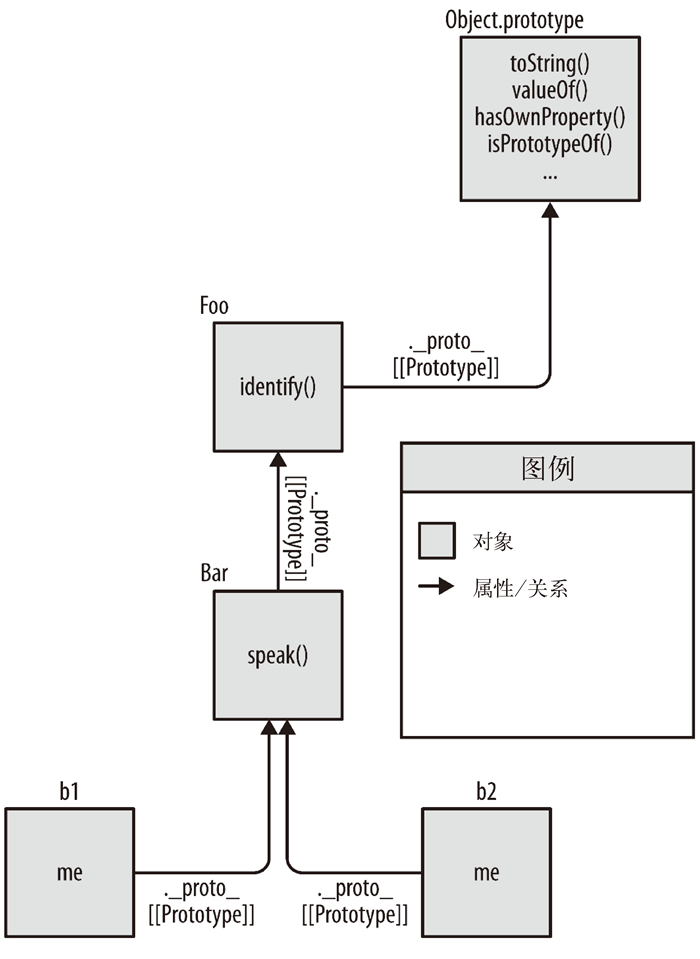 Object.prototype
toString()
valueOf()
hasOwnProperty()
isPrototypeOf()
...
Foo
identify()
._proto_
[[Prototype]]
图例
对象
属性/关系
._proto_
[[Prototype]]
Bar
speak()
b1
me
._proto_
[[Prototype]]
._proto_
[[Prototype]]
b2
me